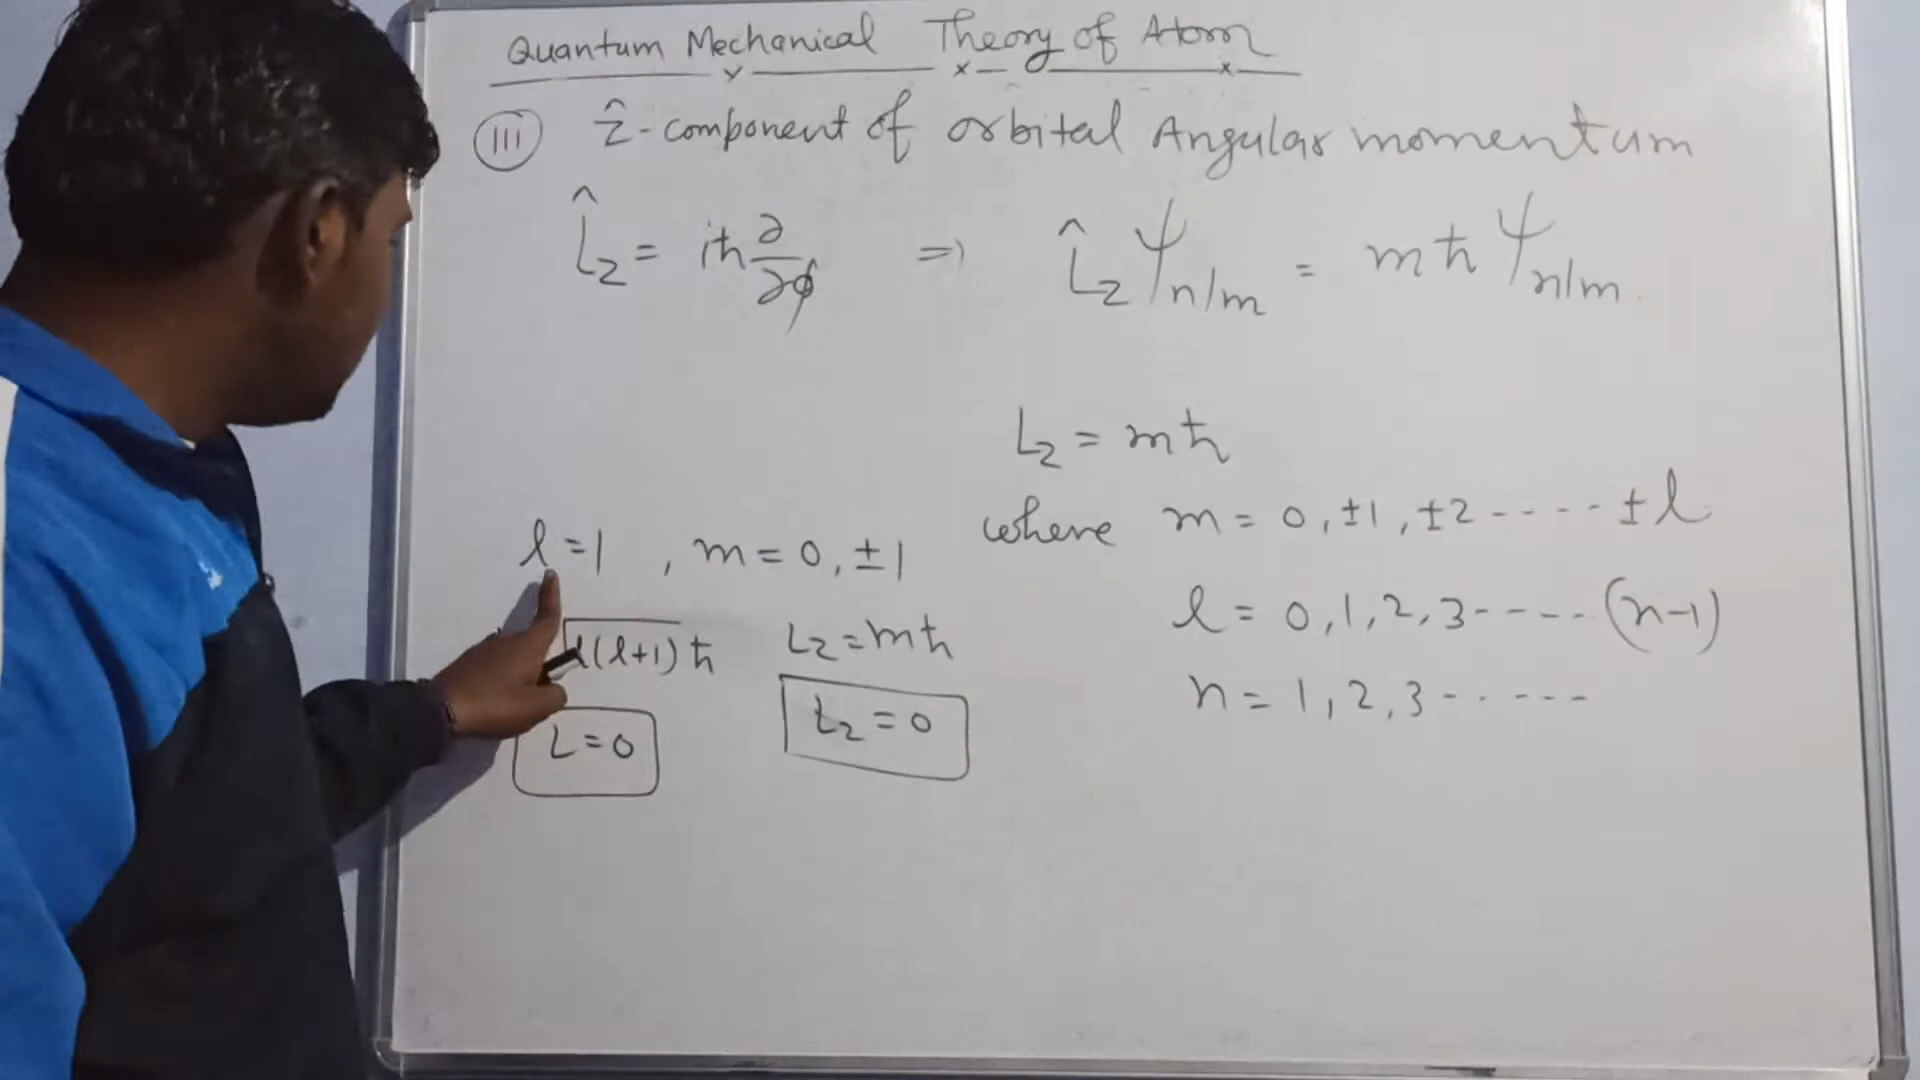 Quantum Mechanical Theory of Atom
III ẑ-component of orbital Angular momentum
L̂z = iħ ∂/∂ϕ ⇒ L̂z ψnlm = mħ ψnlm
Lz = mħ
where m = 0, ±1, ±2 ---- ±l
l = 1 , m = 0, ±1
l = 0, 1, 2, 3 ---- (n-1)
√l(l+1) ħ Lz = mħ
n = 1, 2, 3 ------
L = 0 Lz = 0